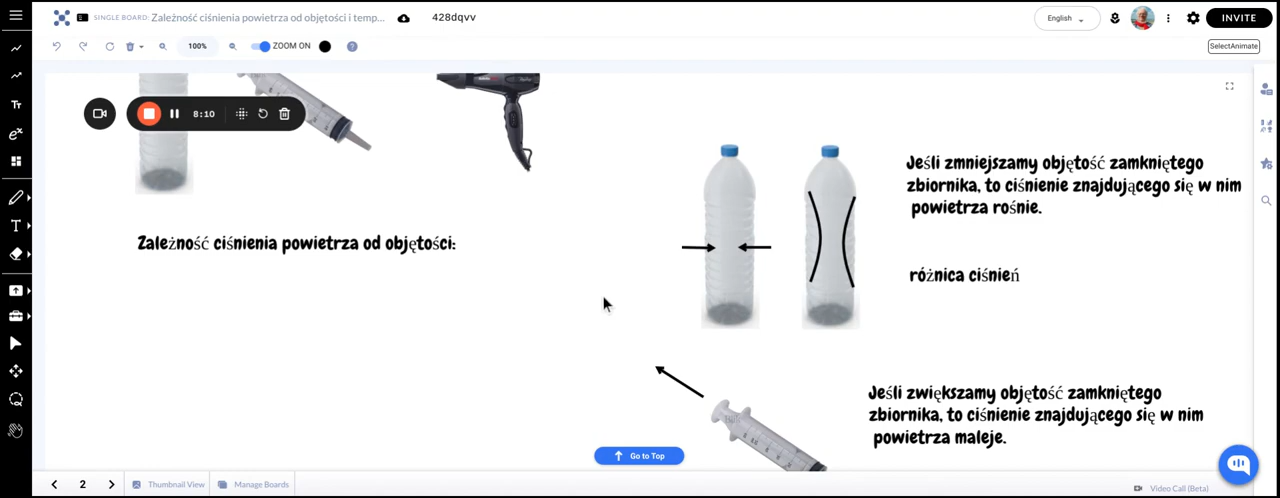 SINGLE BOARD: Zależność ciśnienia powietrza od objętości i temp...
428dqvv
English
INVITE
100%
ZOOM ON
SelectAnimate
8:10
Jeśli zmniejszamy objętość zamkniętego
zbiornika, to ciśnienie znajdującego się w nim
powietrza rośnie.
Zależność ciśnienia powietrza od objętości:
różnica ciśnień
Jeśli zwiększamy objętość zamkniętego
zbiornika, to ciśnienie znajdującego się w nim
powietrza maleje.
Go to Top
2
Thumbnail View
Manage Boards
Video Call (Beta)